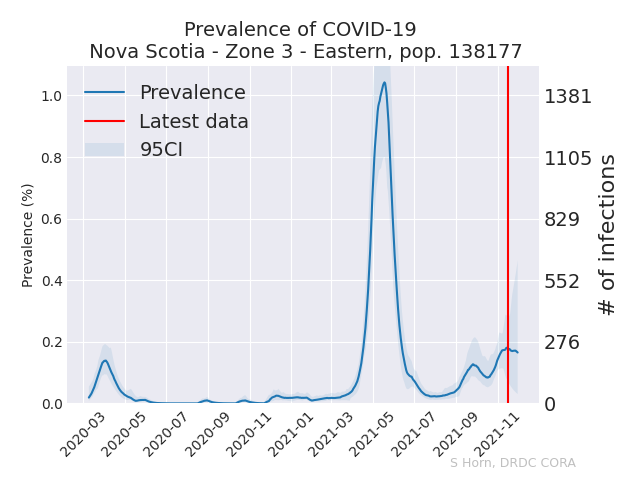 Prevalence of COVID-19
Nova Scotia - Zone 3 - Eastern, pop. 138177
Prevalence
Latest data
95CI
Prevalence (%)
1.0
0.8
0.6
0.4
0.2
0.0
1381
1105
829
552
276
0
# of infections
2020-03
2020-05
2020-07
2020-09
2020-11
2021-01
2021-03
2021-05
2021-07
2021-09
2021-11
S Horn, DRDC CORA